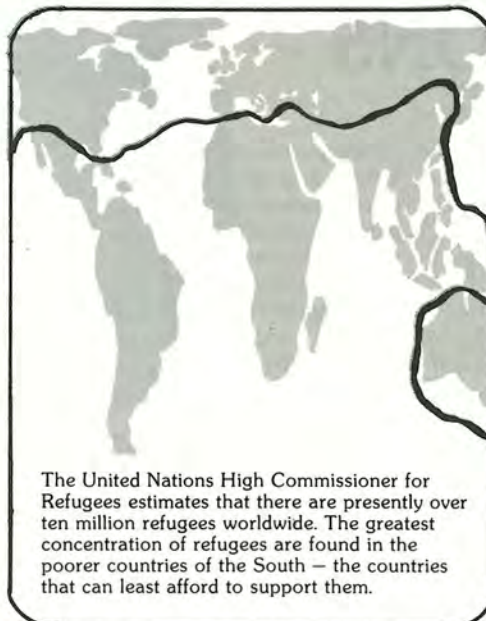 The United Nations High Commissioner for
Refugees estimates that there are presently over
ten million refugees worldwide. The greatest
concentration of refugees are found in the
poorer countries of the South — the countries
that can least afford to support them.